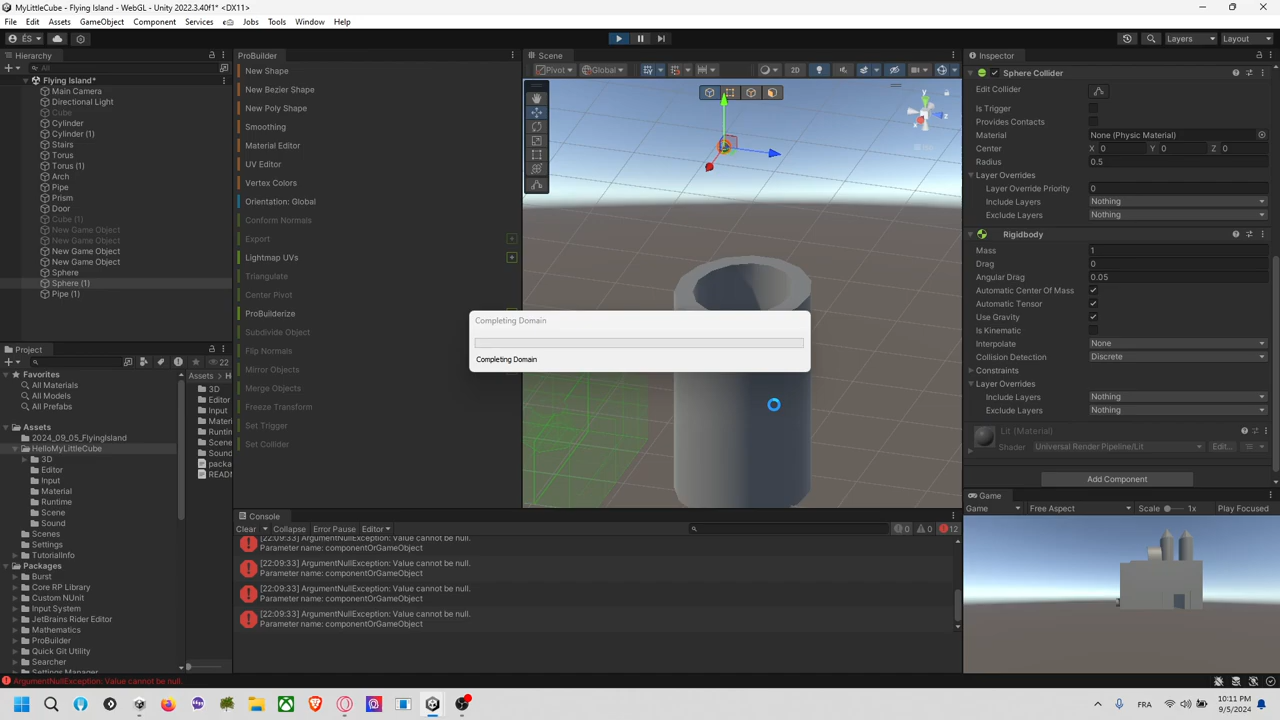 MyLittleCube - Flying Island - WebGL - Unity 2022.3.40f1* <DX11>
File Edit Assets GameObject Component Services Jobs Tools Window Help
ÉS
Layers
Layout
Hierarchy
All
Flying Island*
Main Camera
Directional Light
Cube
Cylinder
Cylinder (1)
Stairs
Torus
Torus (1)
Arch
Pipe
Prism
Door
Cube (1)
New Game Object
New Game Object
New Game Object
New Game Object
Sphere
Sphere (1)
Pipe (1)
ProBuilder
New Shape
New Bezier Shape
New Poly Shape
Smoothing
Material Editor
UV Editor
Vertex Colors
Orientation: Global
Conform Normals
Export
Lightmap UVs
Triangulate
Center Pivot
ProBuilderize
Subdivide Object
Flip Normals
Mirror Objects
Merge Objects
Freeze Transform
Set Trigger
Set Collider
Scene
Pivot
Global
2D
y
x
z
Completing Domain
Completing Domain
Inspector
Sphere Collider
Edit Collider
Is Trigger
Provides Contacts
Material None (Physic Material)
Center X 0 Y 0 Z 0
Radius 0.5
Layer Overrides
Layer Override Priority 0
Include Layers Nothing
Exclude Layers Nothing
Rigidbody
Mass 1
Drag 0
Angular Drag 0.05
Automatic Center Of Mass
Automatic Tensor
Use Gravity
Is Kinematic
Interpolate None
Collision Detection Discrete
Constraints
Layer Overrides
Include Layers Nothing
Exclude Layers Nothing
Lit (Material)
Shader Universal Render Pipeline/Lit Edit...
Add Component
Game
Game Free Aspect Scale 1x Play Focused
Project
22
Favorites
All Materials
All Models
All Prefabs
Assets
2024_09_05_FlyingIsland
HelloMyLittleCube
3D
Editor
Input
Material
Runtime
Scene
Sound
Scenes
Settings
TutorialInfo
Packages
Burst
Core RP Library
Custom NUnit
Input System
JetBrains Rider Editor
Mathematics
ProBuilder
Quick Git Utility
Searcher
Settings Manager
Assets
3D
Editor
Input
Materi
Runtim
Scene
Sound
packa
READ
Console
Clear Collapse Error Pause Editor
0 0 12
[22:09:33] ArgumentNullException: Value cannot be null.
Parameter name: componentOrGameObject
[22:09:33] ArgumentNullException: Value cannot be null.
Parameter name: componentOrGameObject
[22:09:33] ArgumentNullException: Value cannot be null.
Parameter name: componentOrGameObject
[22:09:33] ArgumentNullException: Value cannot be null.
Parameter name: componentOrGameObject
ArgumentNullException: Value cannot be null.
FRA
10:11 PM
9/5/2024